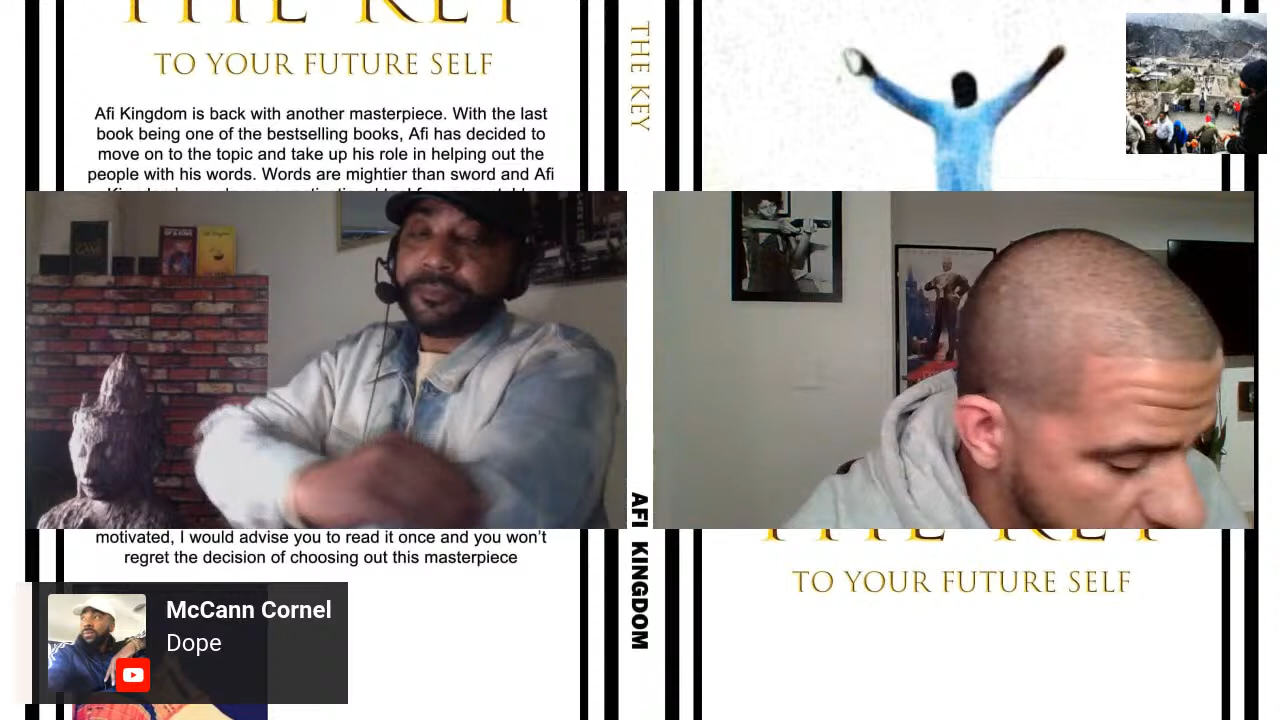 THE KEY
TO YOUR FUTURE SELF
Afi Kingdom is back with another masterpiece. With the last
book being one of the bestselling books, Afi has decided to
move on to the topic and take up his role in helping out the
people with his words. Words are mightier than sword and Afi
motivated, I would advise you to read it once and you won't
regret the decision of choosing out this masterpiece
McCann Cornel
Dope
THE KEY
AFI KINGDOM
THE KEY
TO YOUR FUTURE SELF